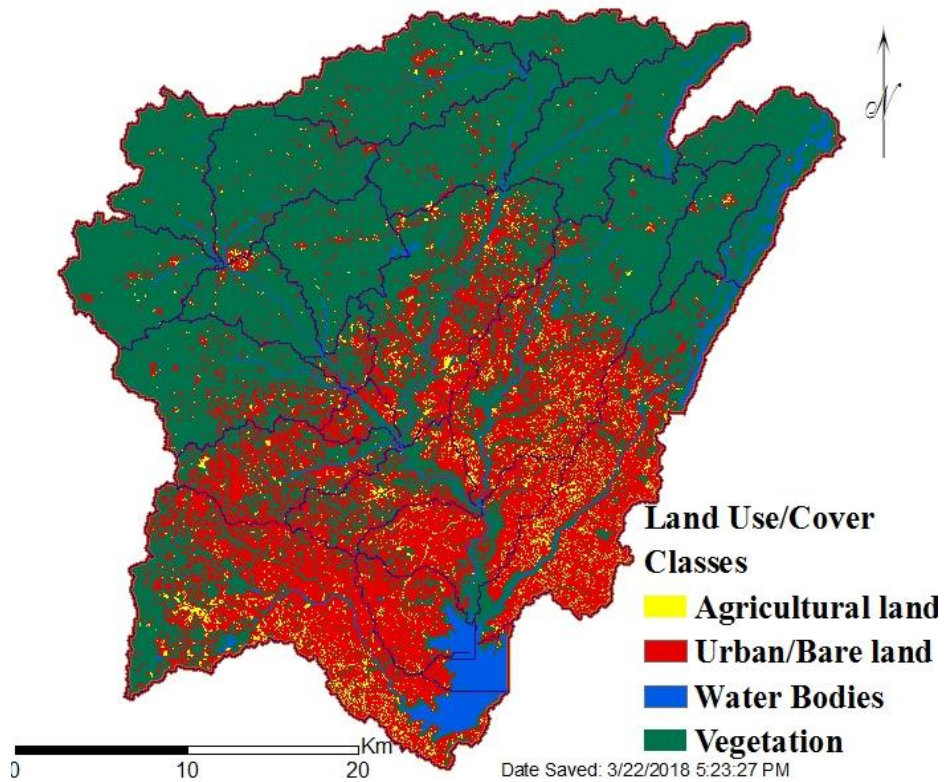 N
Land Use/Cover
Classes
Agricultural land
Urban/Bare land
Water Bodies
Vegetation
Km
0 10 20
Date Saved: 3/22/2018 5:23:27 PM